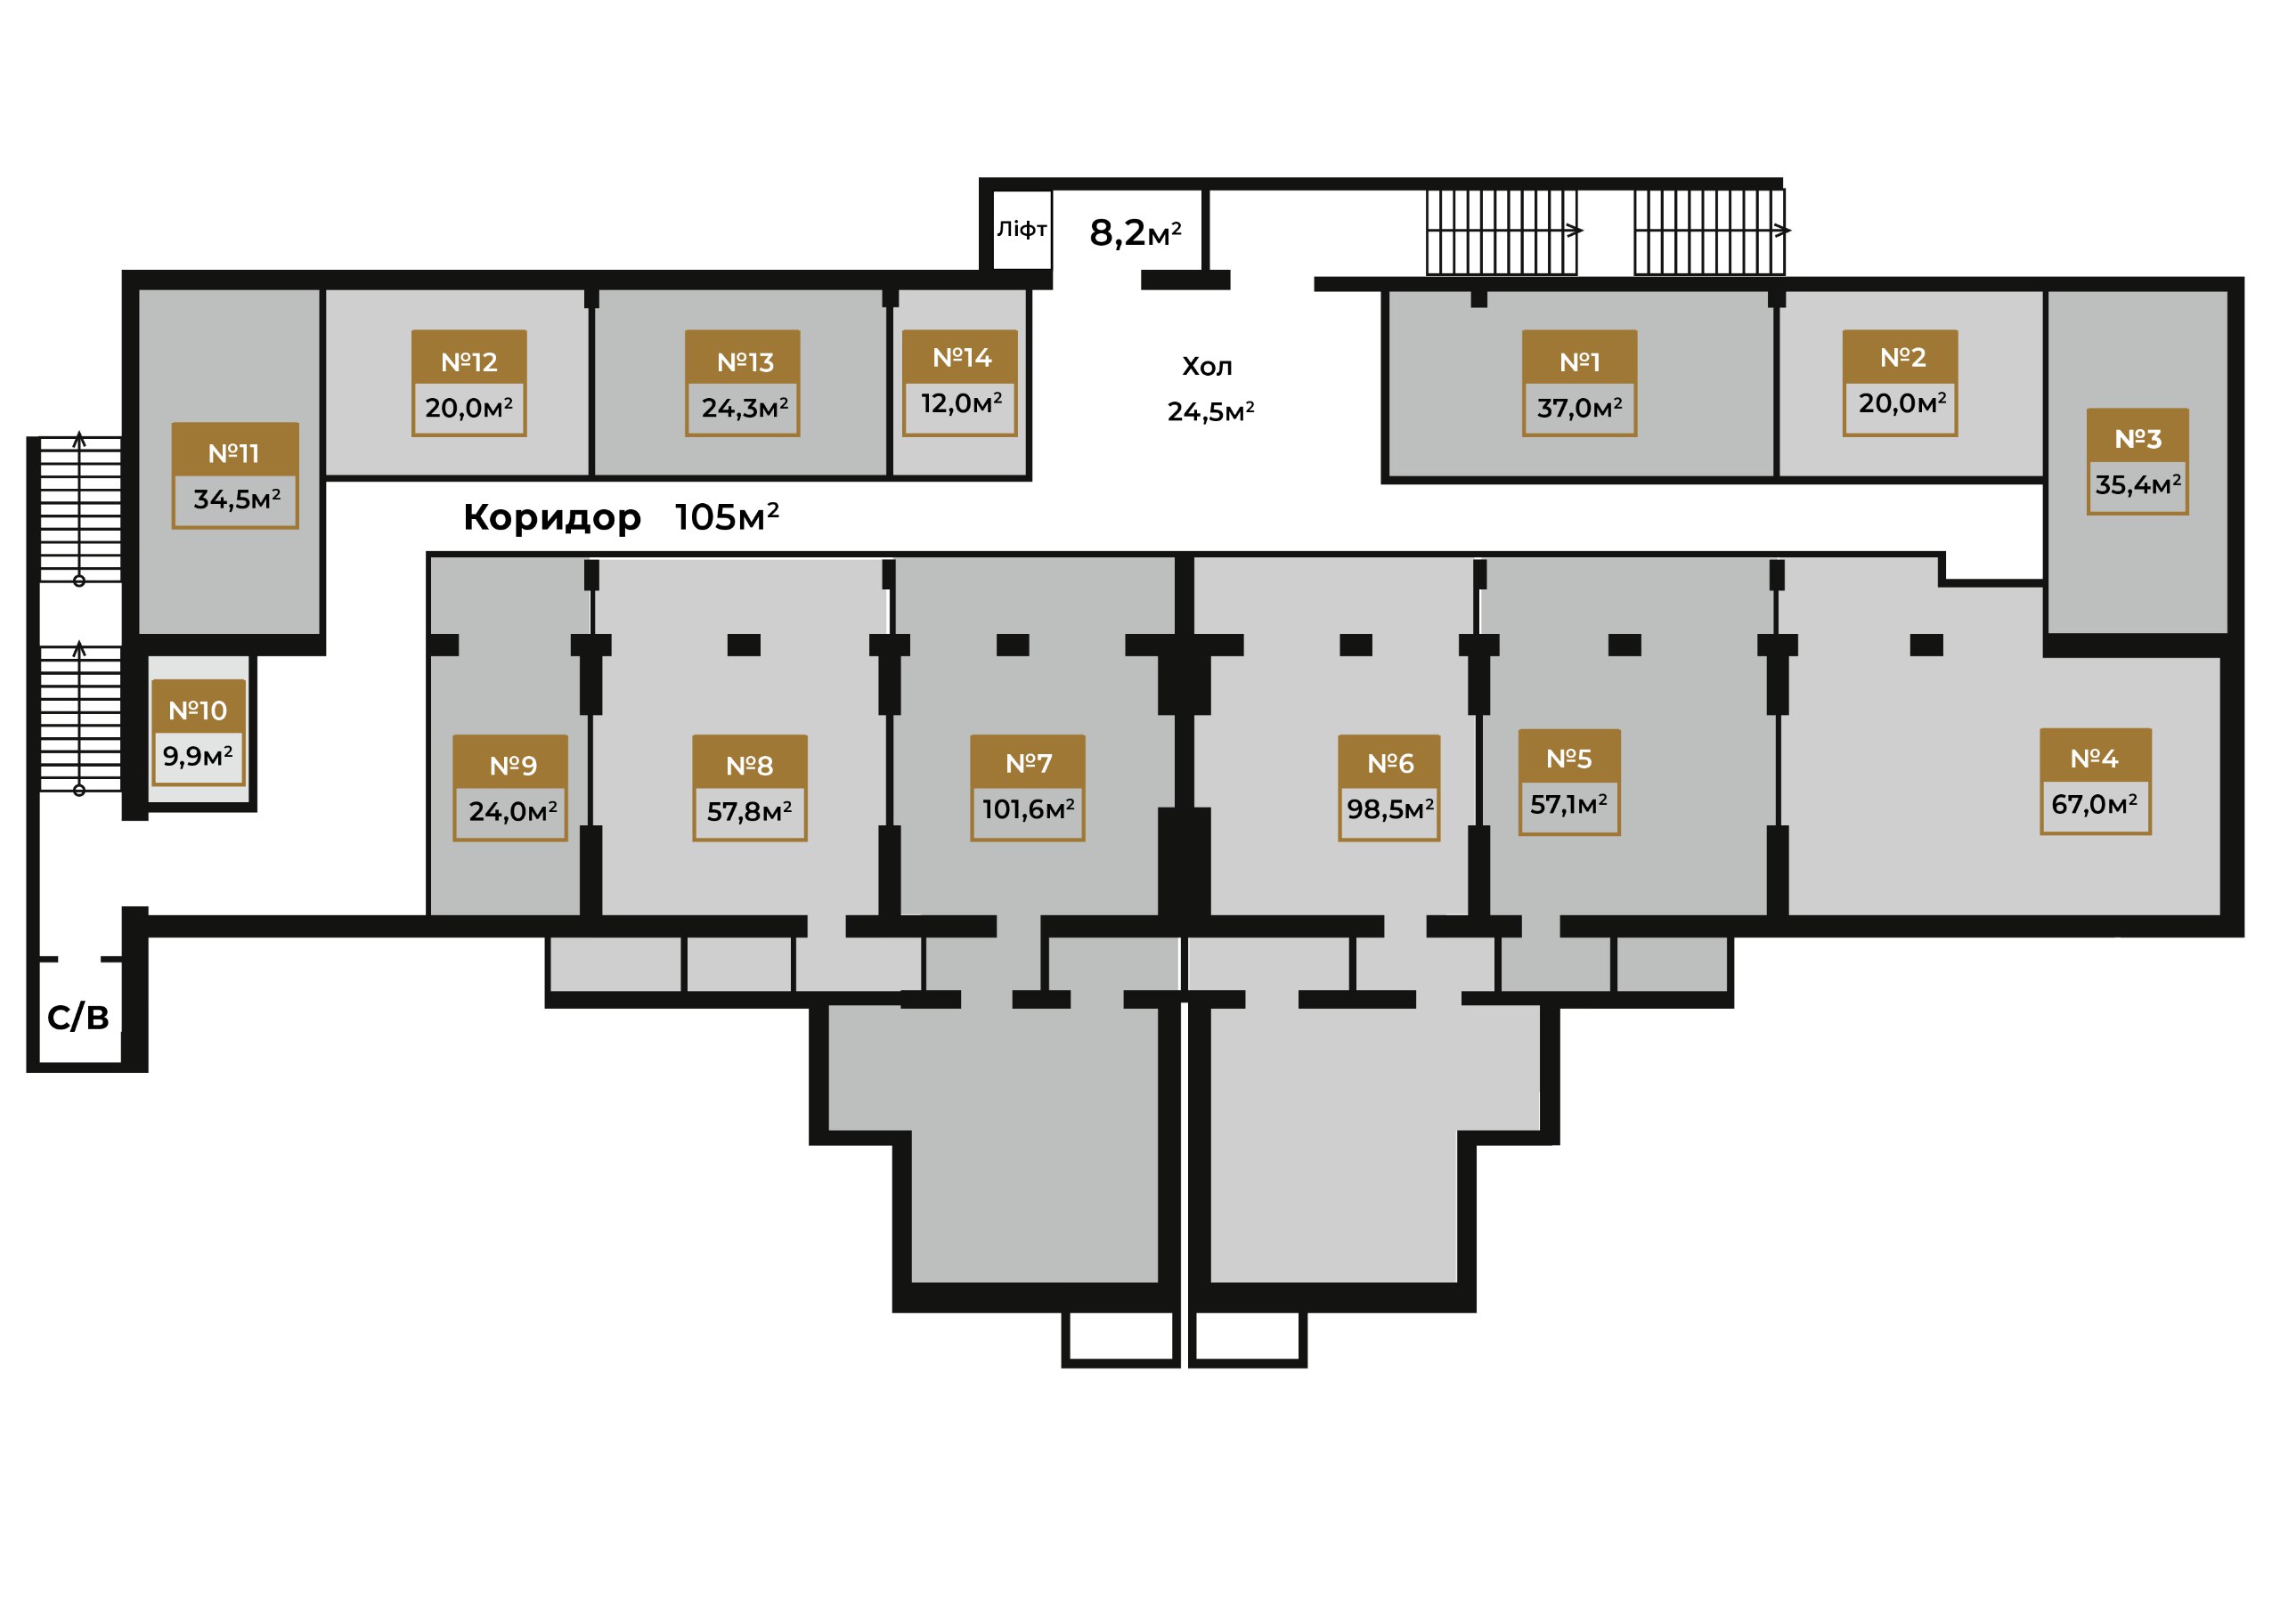 Ліфт
8,2м²
№12
20,0м²
№13
24,3м²
№14
12,0м²
Хол
24,5м²
№1
37,0м²
№2
20,0м²
№3
35,4м²
№11
34,5м²
Коридор 105м²
№10
9,9м²
№9
24,0м²
№8
57,8м²
№7
101,6м²
№6
98,5м²
№5
57,1м²
№4
67,0м²
С/В